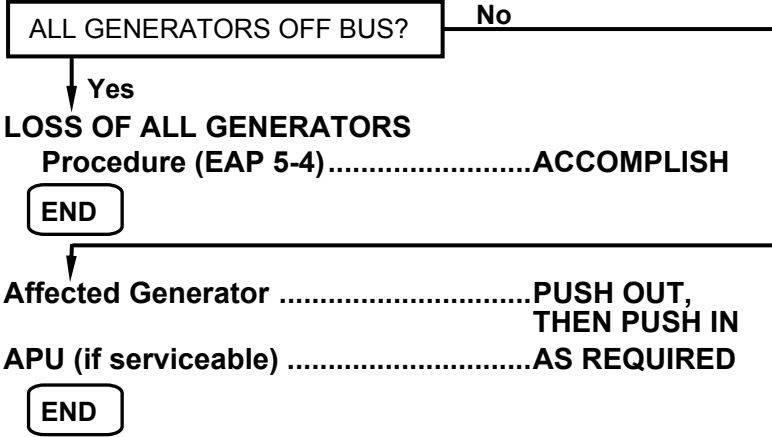 ALL GENERATORS OFF BUS?
No
Yes
LOSS OF ALL GENERATORS
Procedure (EAP 5-4).........................ACCOMPLISH
END
Affected Generator ...............................PUSH OUT,
THEN PUSH IN
APU (if serviceable) ..............................AS REQUIRED
END